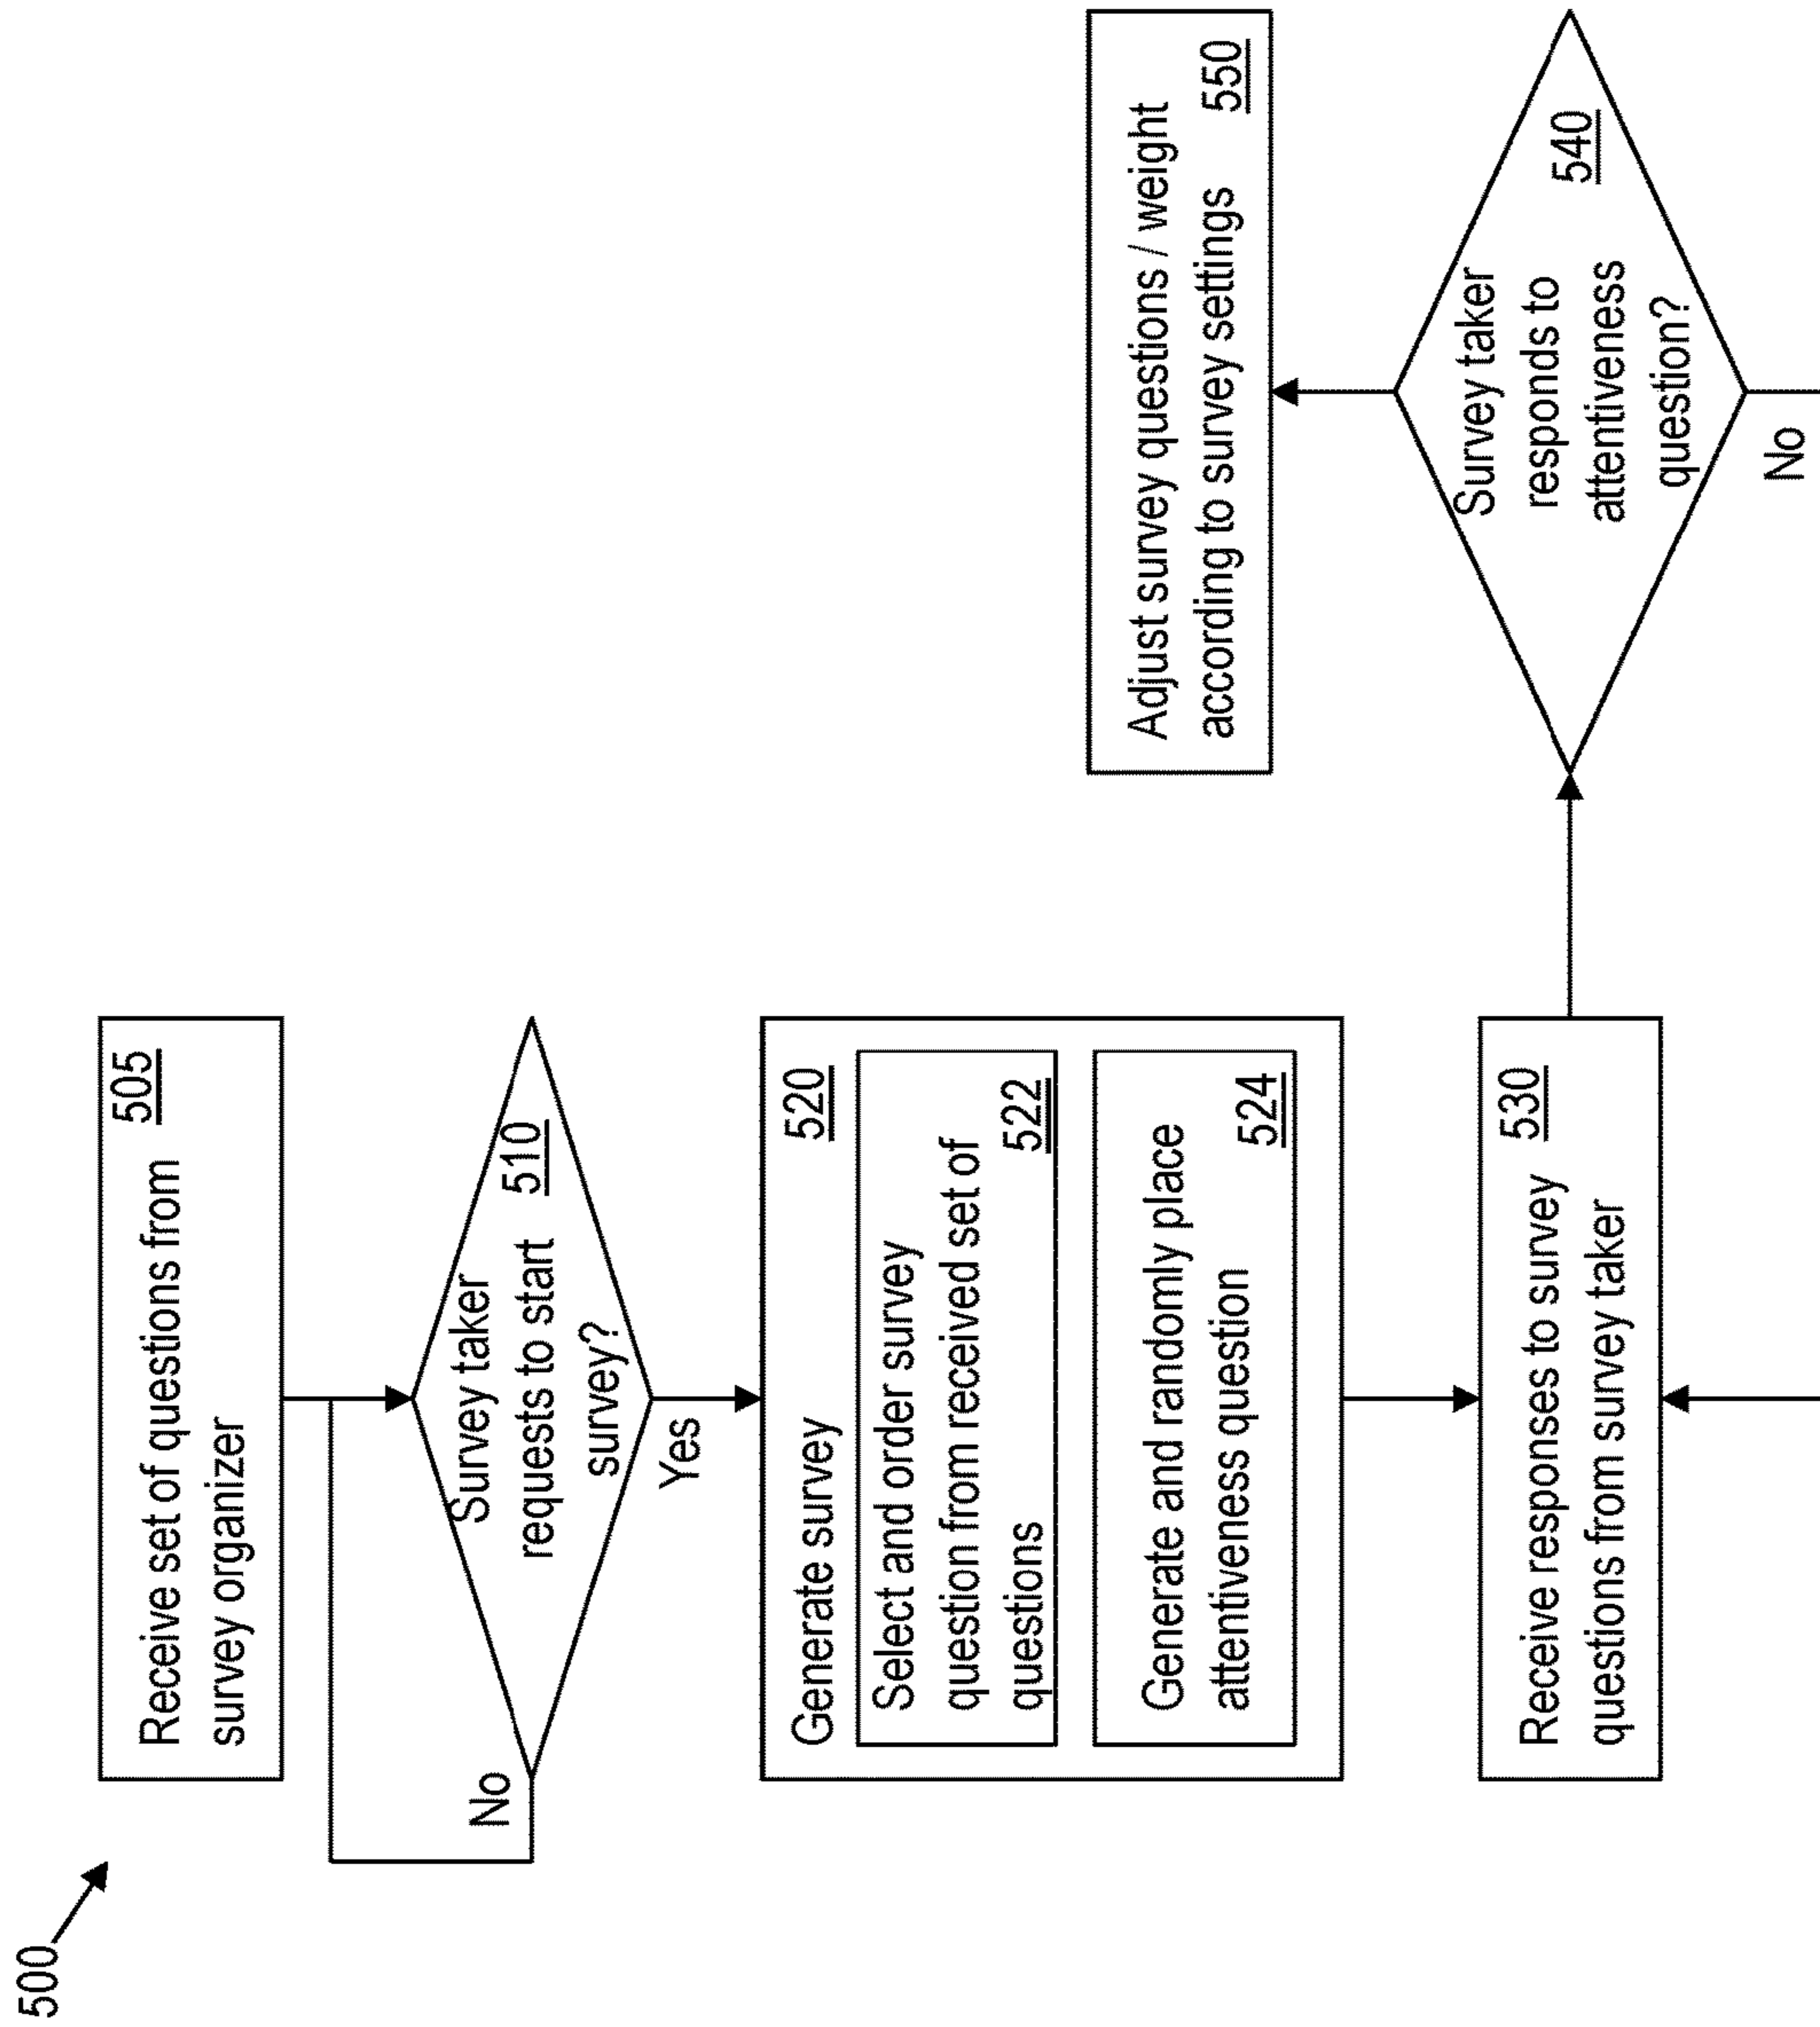 500
Receive set of questions from
survey organizer
505
Survey taker
requests to start
survey?
510
No
Yes
Generate survey
520
Select and order survey
question from received set of
questions
522
Generate and randomly place
attentiveness question
524
Receive responses to survey
questions from survey taker
530
Survey taker
responds to
attentiveness
question?
540
No
Adjust survey questions / weight
according to survey settings
550